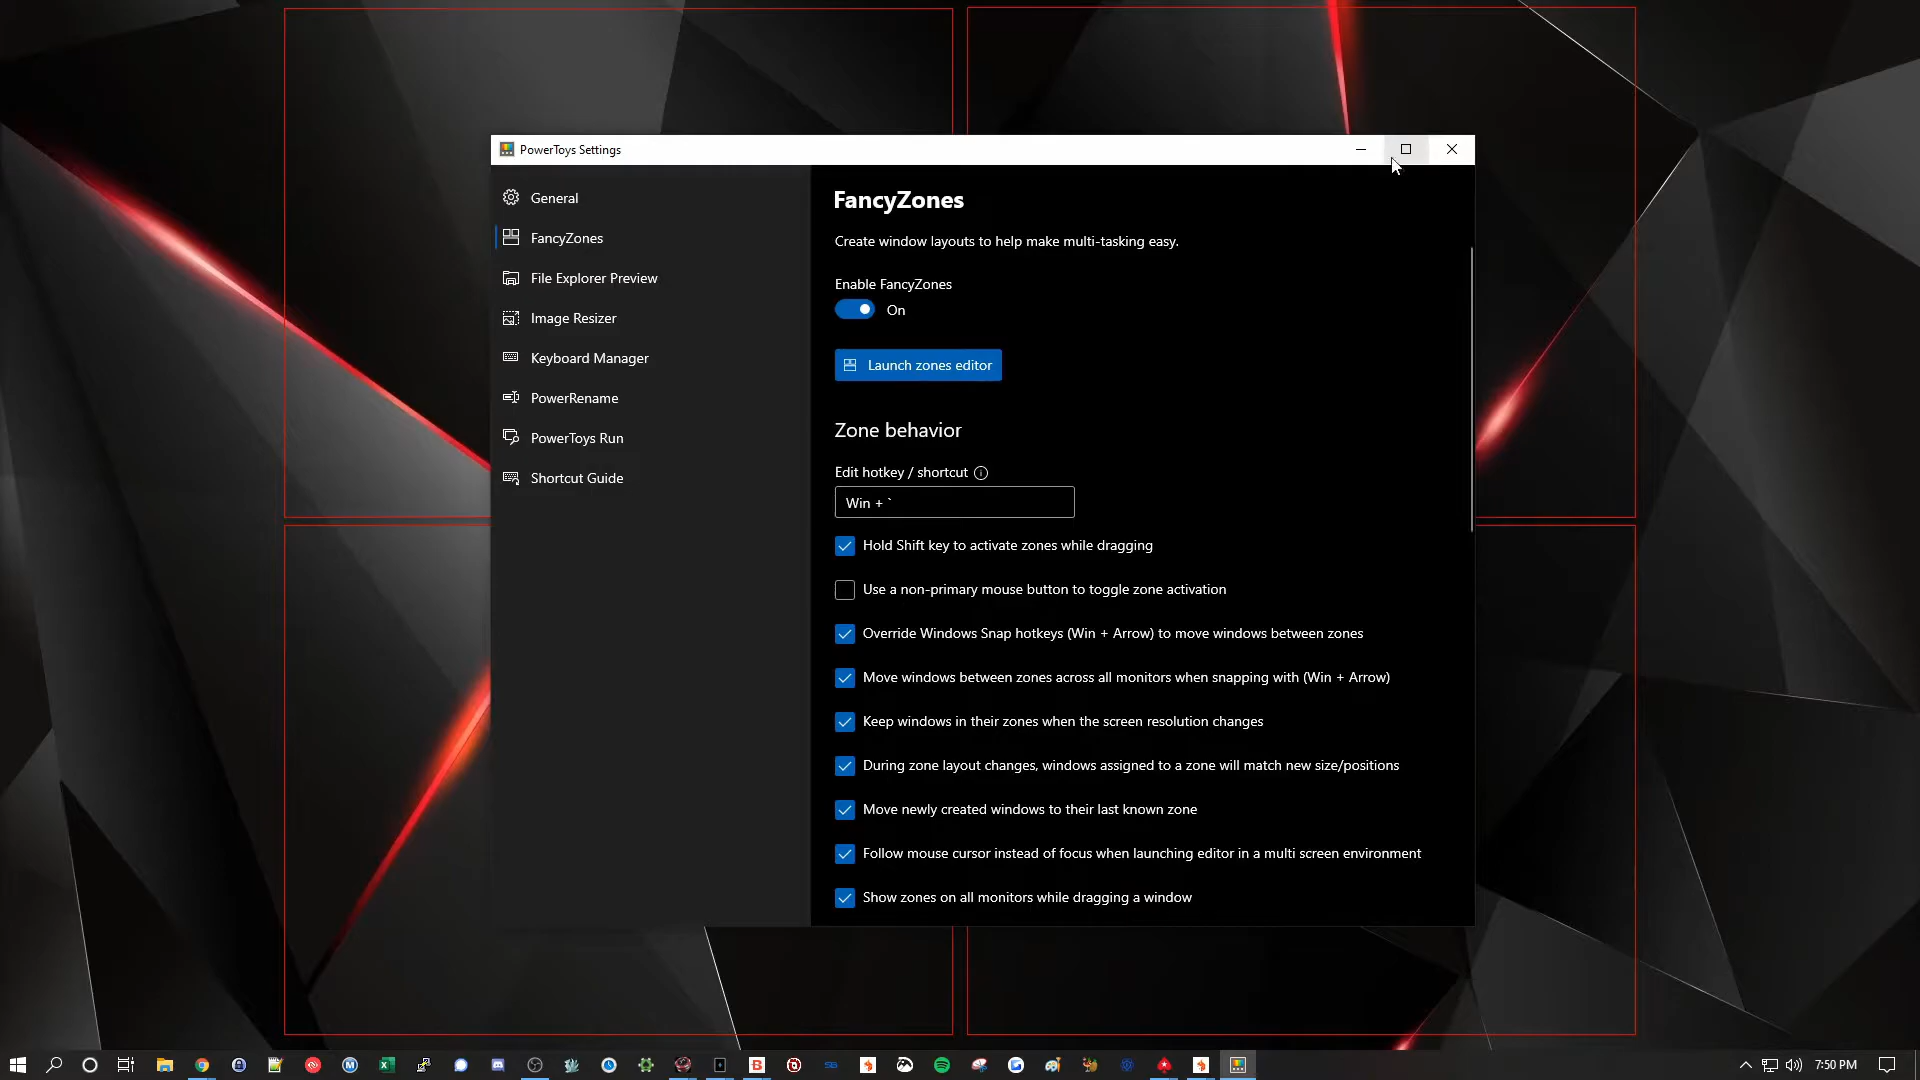 PowerToys Settings
General
FancyZones
File Explorer Preview
Image Resizer
Keyboard Manager
PowerRename
PowerToys Run
Shortcut Guide
FancyZones
Create window layouts to help make multi-tasking easy.
Enable FancyZones
On
Launch zones editor
Zone behavior
Edit hotkey / shortcut
Win + `
Hold Shift key to activate zones while dragging
Use a non-primary mouse button to toggle zone activation
Override Windows Snap hotkeys (Win + Arrow) to move windows between zones
Move windows between zones across all monitors when snapping with (Win + Arrow)
Keep windows in their zones when the screen resolution changes
During zone layout changes, windows assigned to a zone will match new size/positions
Move newly created windows to their last known zone
Follow mouse cursor instead of focus when launching editor in a multi screen environment
Show zones on all monitors while dragging a window
7:50 PM